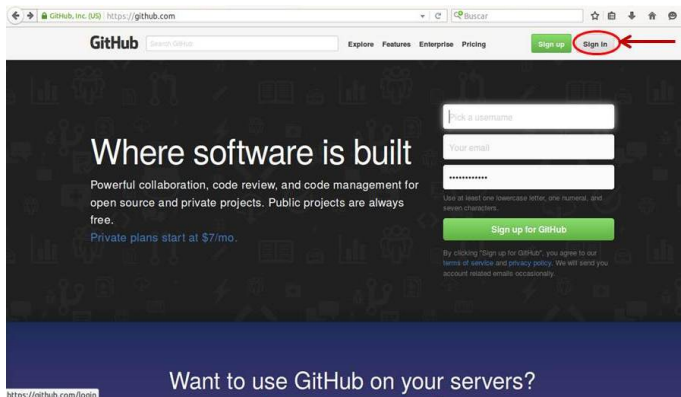 GitHub, Inc. (US) https://github.com
Buscar
GitHub Search GitHub Explore Features Enterprise Pricing Sign up Sign in
Pick a username
Where software is built
Your email
Powerful collaboration, code review, and code management for
open source and private projects. Public projects are always
free.
Private plans start at $7/mo.
Use at least one lowercase letter, one numeral, and
seven characters.
Sign up for GitHub
By clicking "Sign up for GitHub", you agree to our
terms of service and privacy policy. We will send you
account related emails occasionally.
Want to use GitHub on your servers?
https://github.com/login